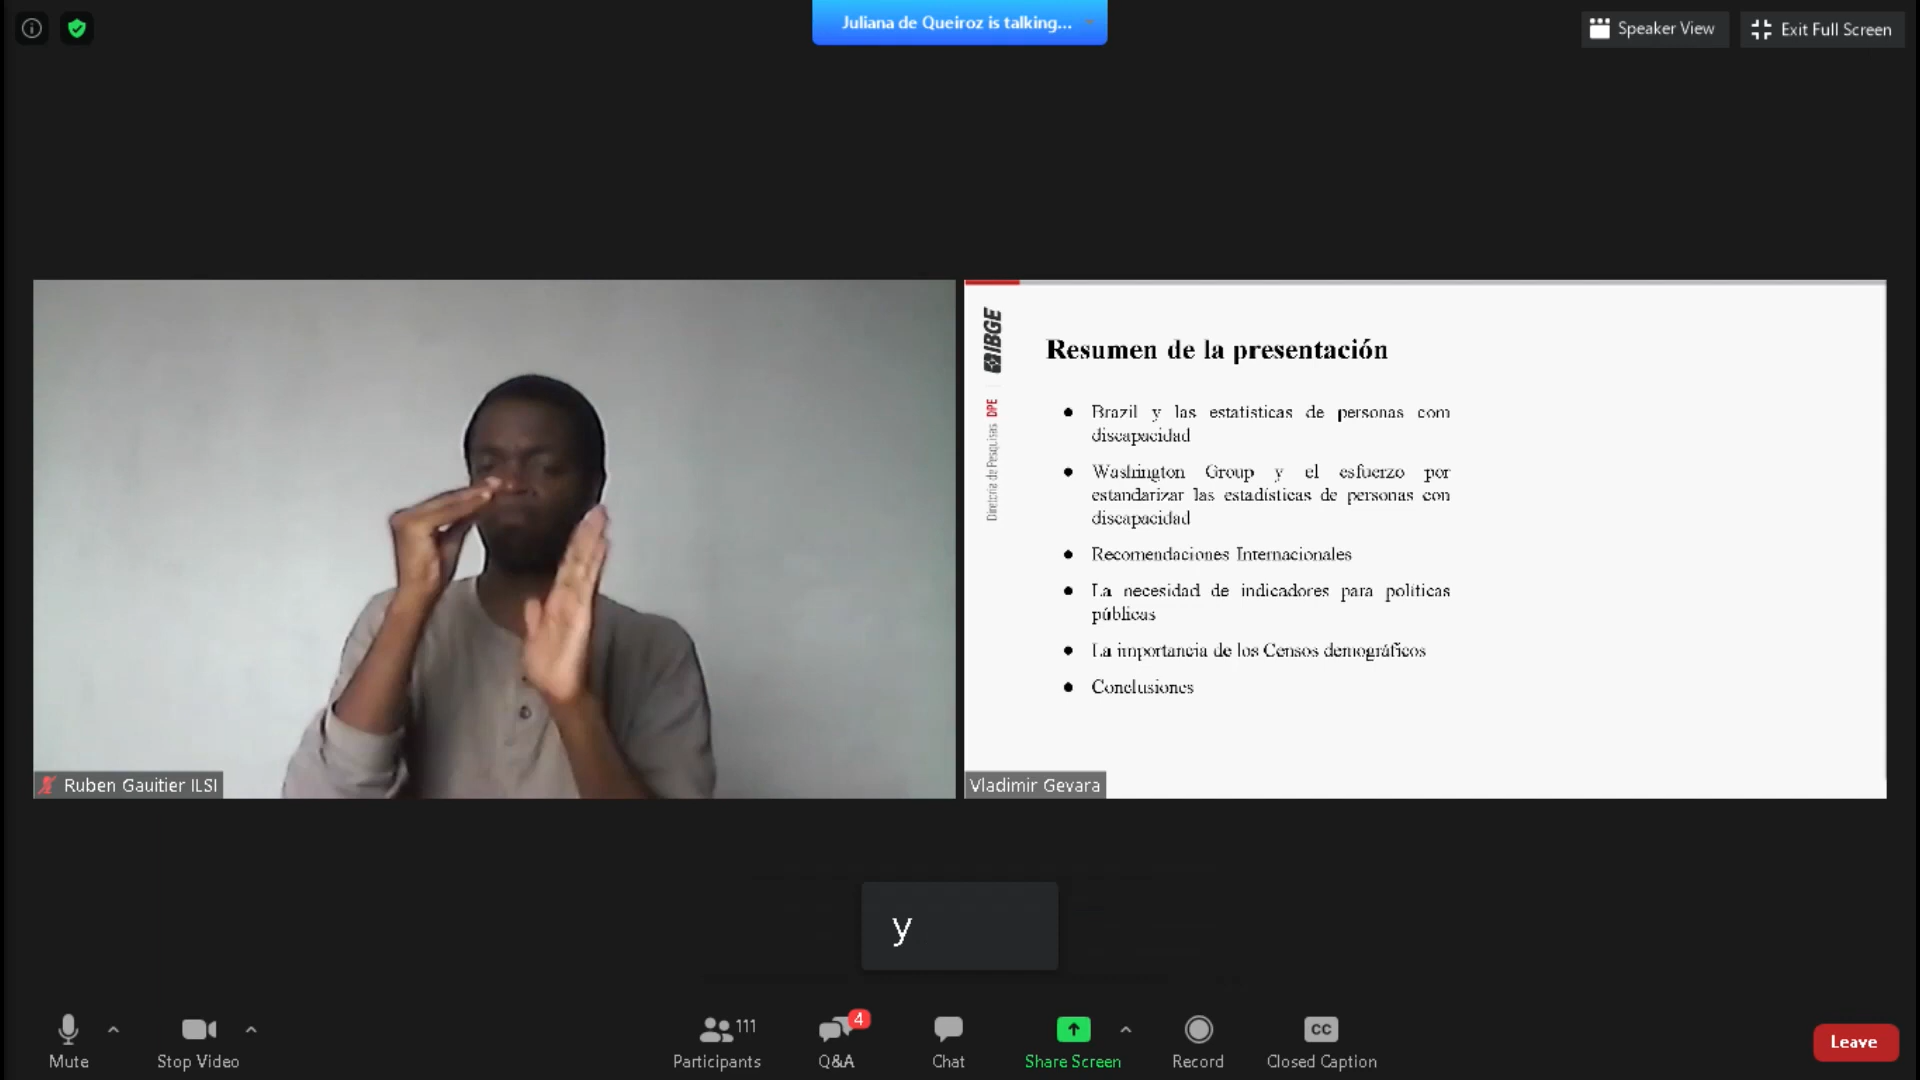 Juliana de Queiroz is talking...
Speaker View
Exit Full Screen
Ruben Gauitier ILSI
IBGE
Diretoria de Pesquisas DPE
Resumen de la presentación
● Brazil y las estatísticas de personas com
discapacidad
● Washington Group y el esfuerzo por
estandarizar las estadísticas de personas con
discapacidad
● Recomendaciones Internacionales
● La necesidad de indicadores para políticas
públicas
● La importancia de los Censos demográficos
● Conclusiones
Vladimir Gevara
y
Mute
Stop Video
Participants 111
Q&A 4
Chat
Share Screen
Record
CC
Closed Caption
Leave